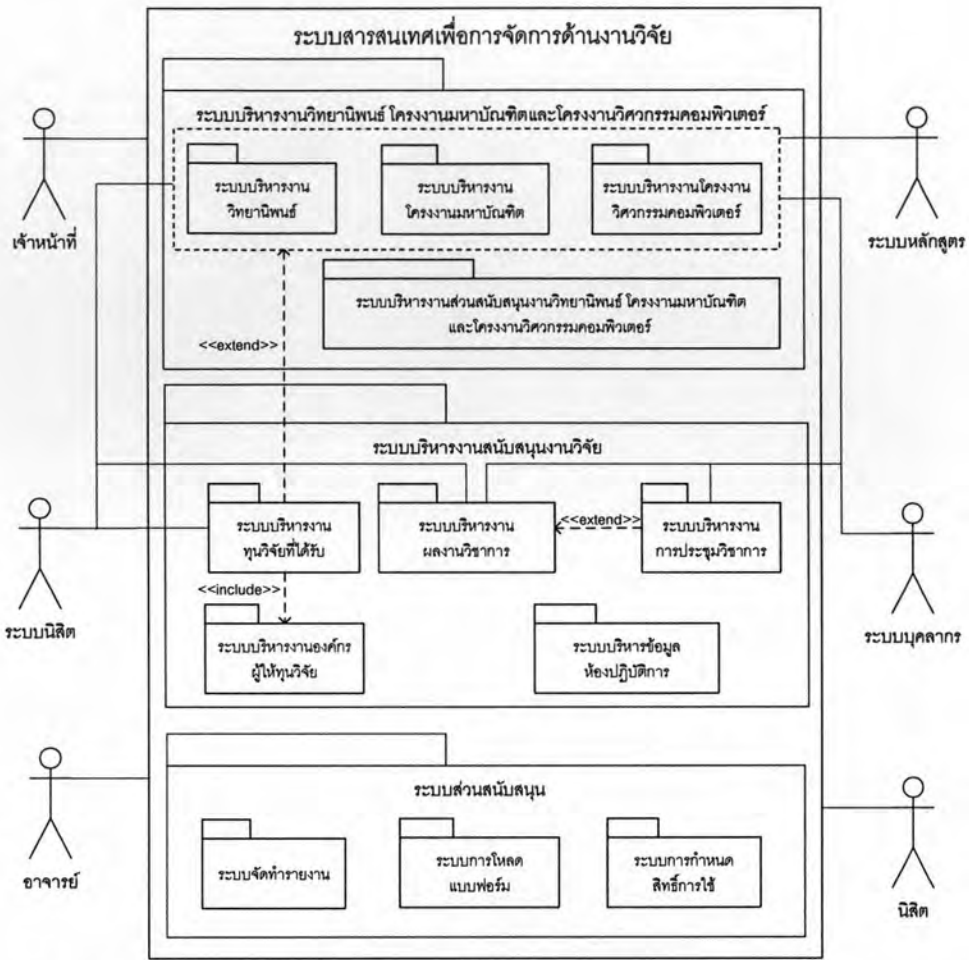 ระบบสารสนเทศเพื่อการจัดการด้านงานวิจัย
ระบบบริหารงานวิทยานิพนธ์ โครงงานมหาบัณฑิตและโครงงานวิศวกรรมคอมพิวเตอร์
ระบบบริหารงาน
วิทยานิพนธ์
ระบบบริหารงาน
โครงงานมหาบัณฑิต
ระบบบริหารงานโครงงาน
วิศวกรรมคอมพิวเตอร์
เจ้าหน้าที่
ระบบหลักสูตร
ระบบบริหารงานส่วนสนับสนุนงานวิทยานิพนธ์ โครงงานมหาบัณฑิต
และโครงงานวิศวกรรมคอมพิวเตอร์
<<extend>>
ระบบบริหารงานสนับสนุนงานวิจัย
ระบบบริหารงาน
ทุนวิจัยที่ได้รับ
ระบบบริหารงาน
ผลงานวิชาการ
<<extend>>
ระบบบริหารงาน
การประชุมวิชาการ
<<include>>
ระบบนิสิต
ระบบบุคลากร
ระบบบริหารงานองค์กร
ผู้ให้ทุนวิจัย
ระบบบริหารข้อมูล
ห้องปฏิบัติการ
ระบบส่วนสนับสนุน
ระบบจัดทำรายงาน
ระบบการโหลด
แบบฟอร์ม
ระบบการกำหนด
สิทธิ์การใช้
อาจารย์
นิสิต